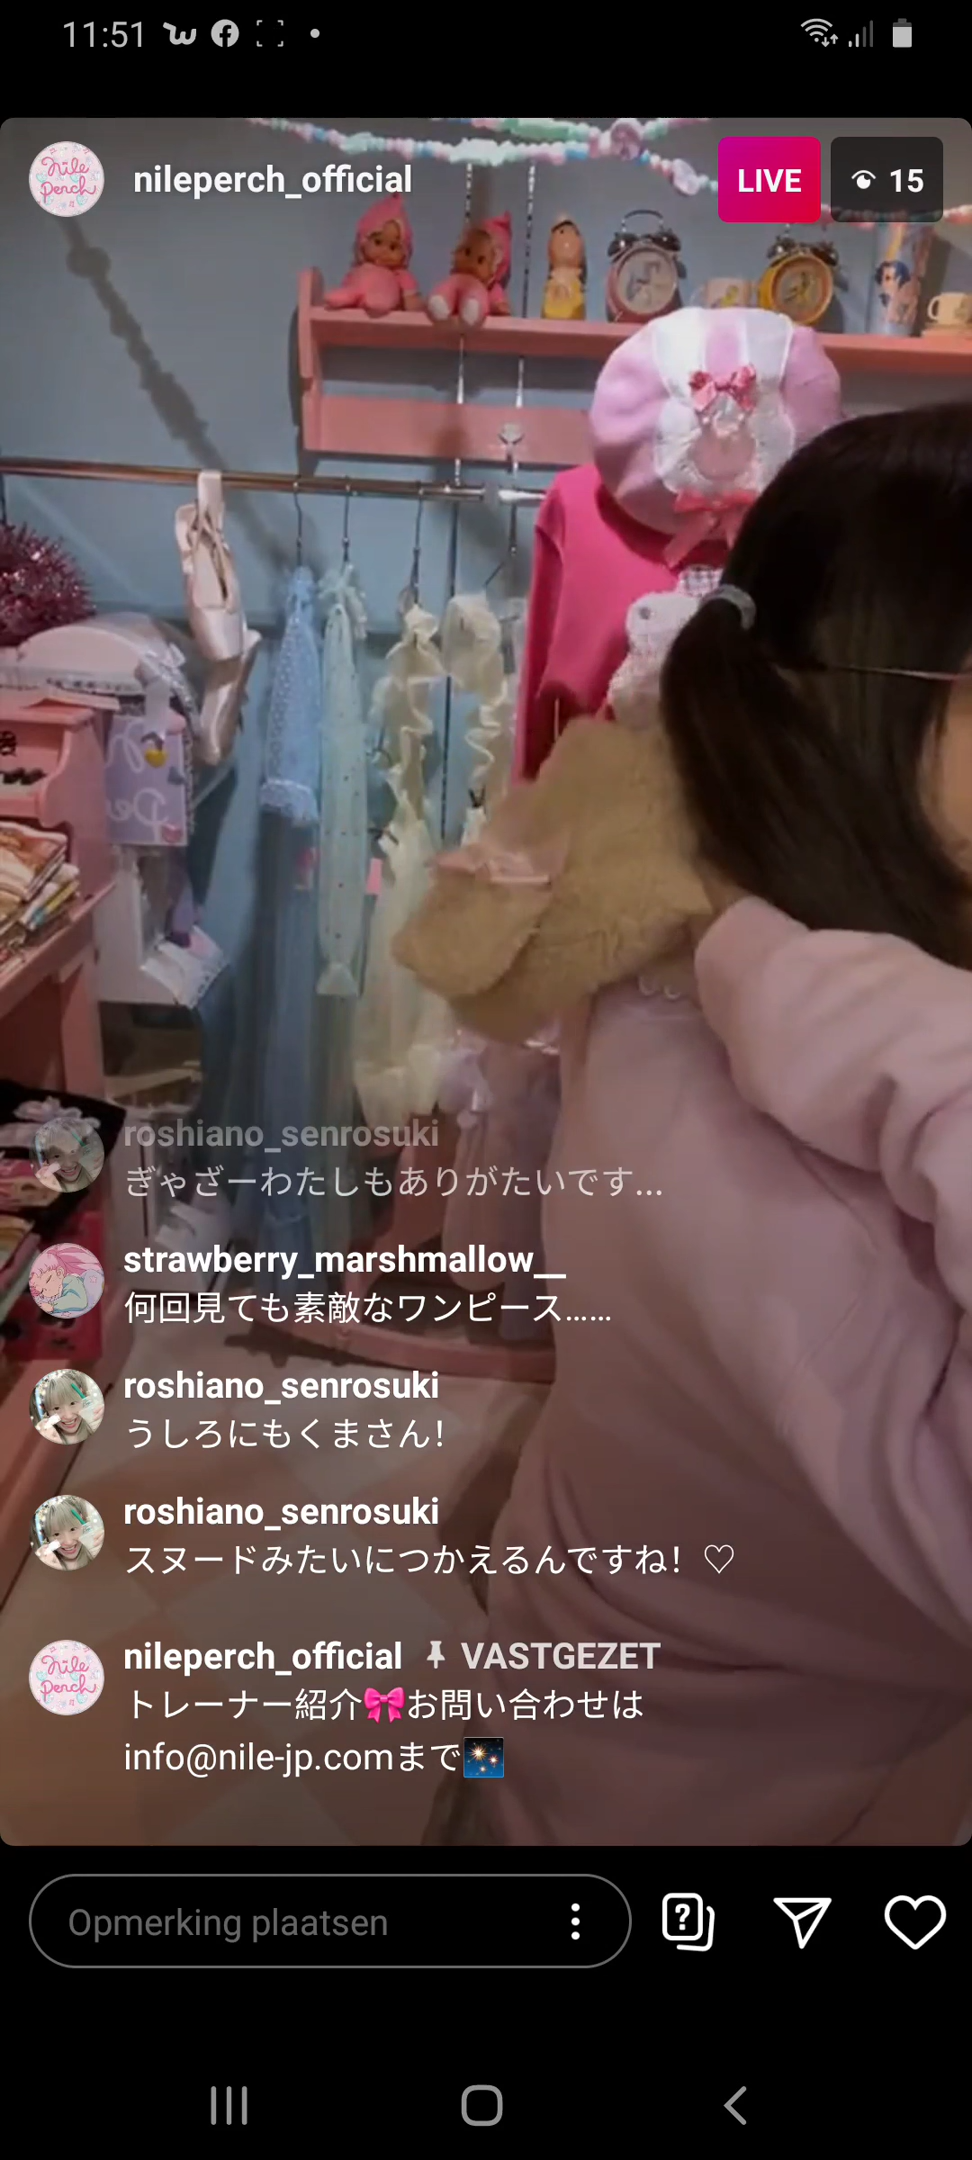 11:51
nileperch_official
LIVE
15
Nile
Perch
roshiano_senrosuki
ぎゃざーわたしもありがたいです...
strawberry_marshmallow__
何回見ても素敵なワンピース......
roshiano_senrosuki
うしろにもくまさん！
roshiano_senrosuki
スヌードみたいにつかえるんですね！♡
nileperch_official 📌 VASTGEZET
Nile
Perch
トレーナー紹介🎀お問い合わせは
info@nile-jp.comまで🎇
Opmerking plaatsen